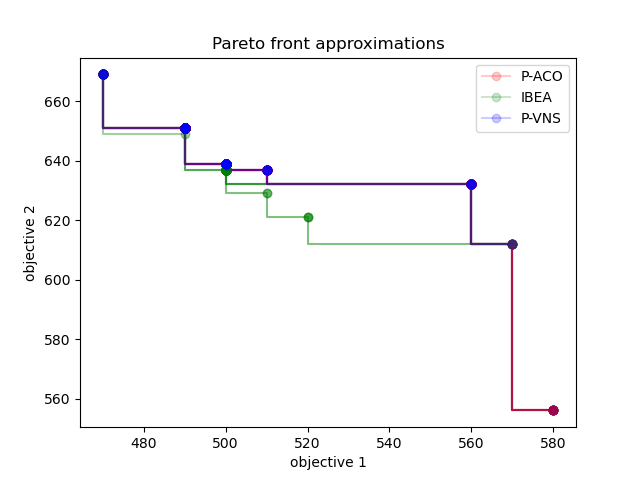 Pareto front approximations
P-ACO
IBEA
P-VNS
objective 2
660
640
620
600
580
560
480 500 520 540 560 580
objective 1